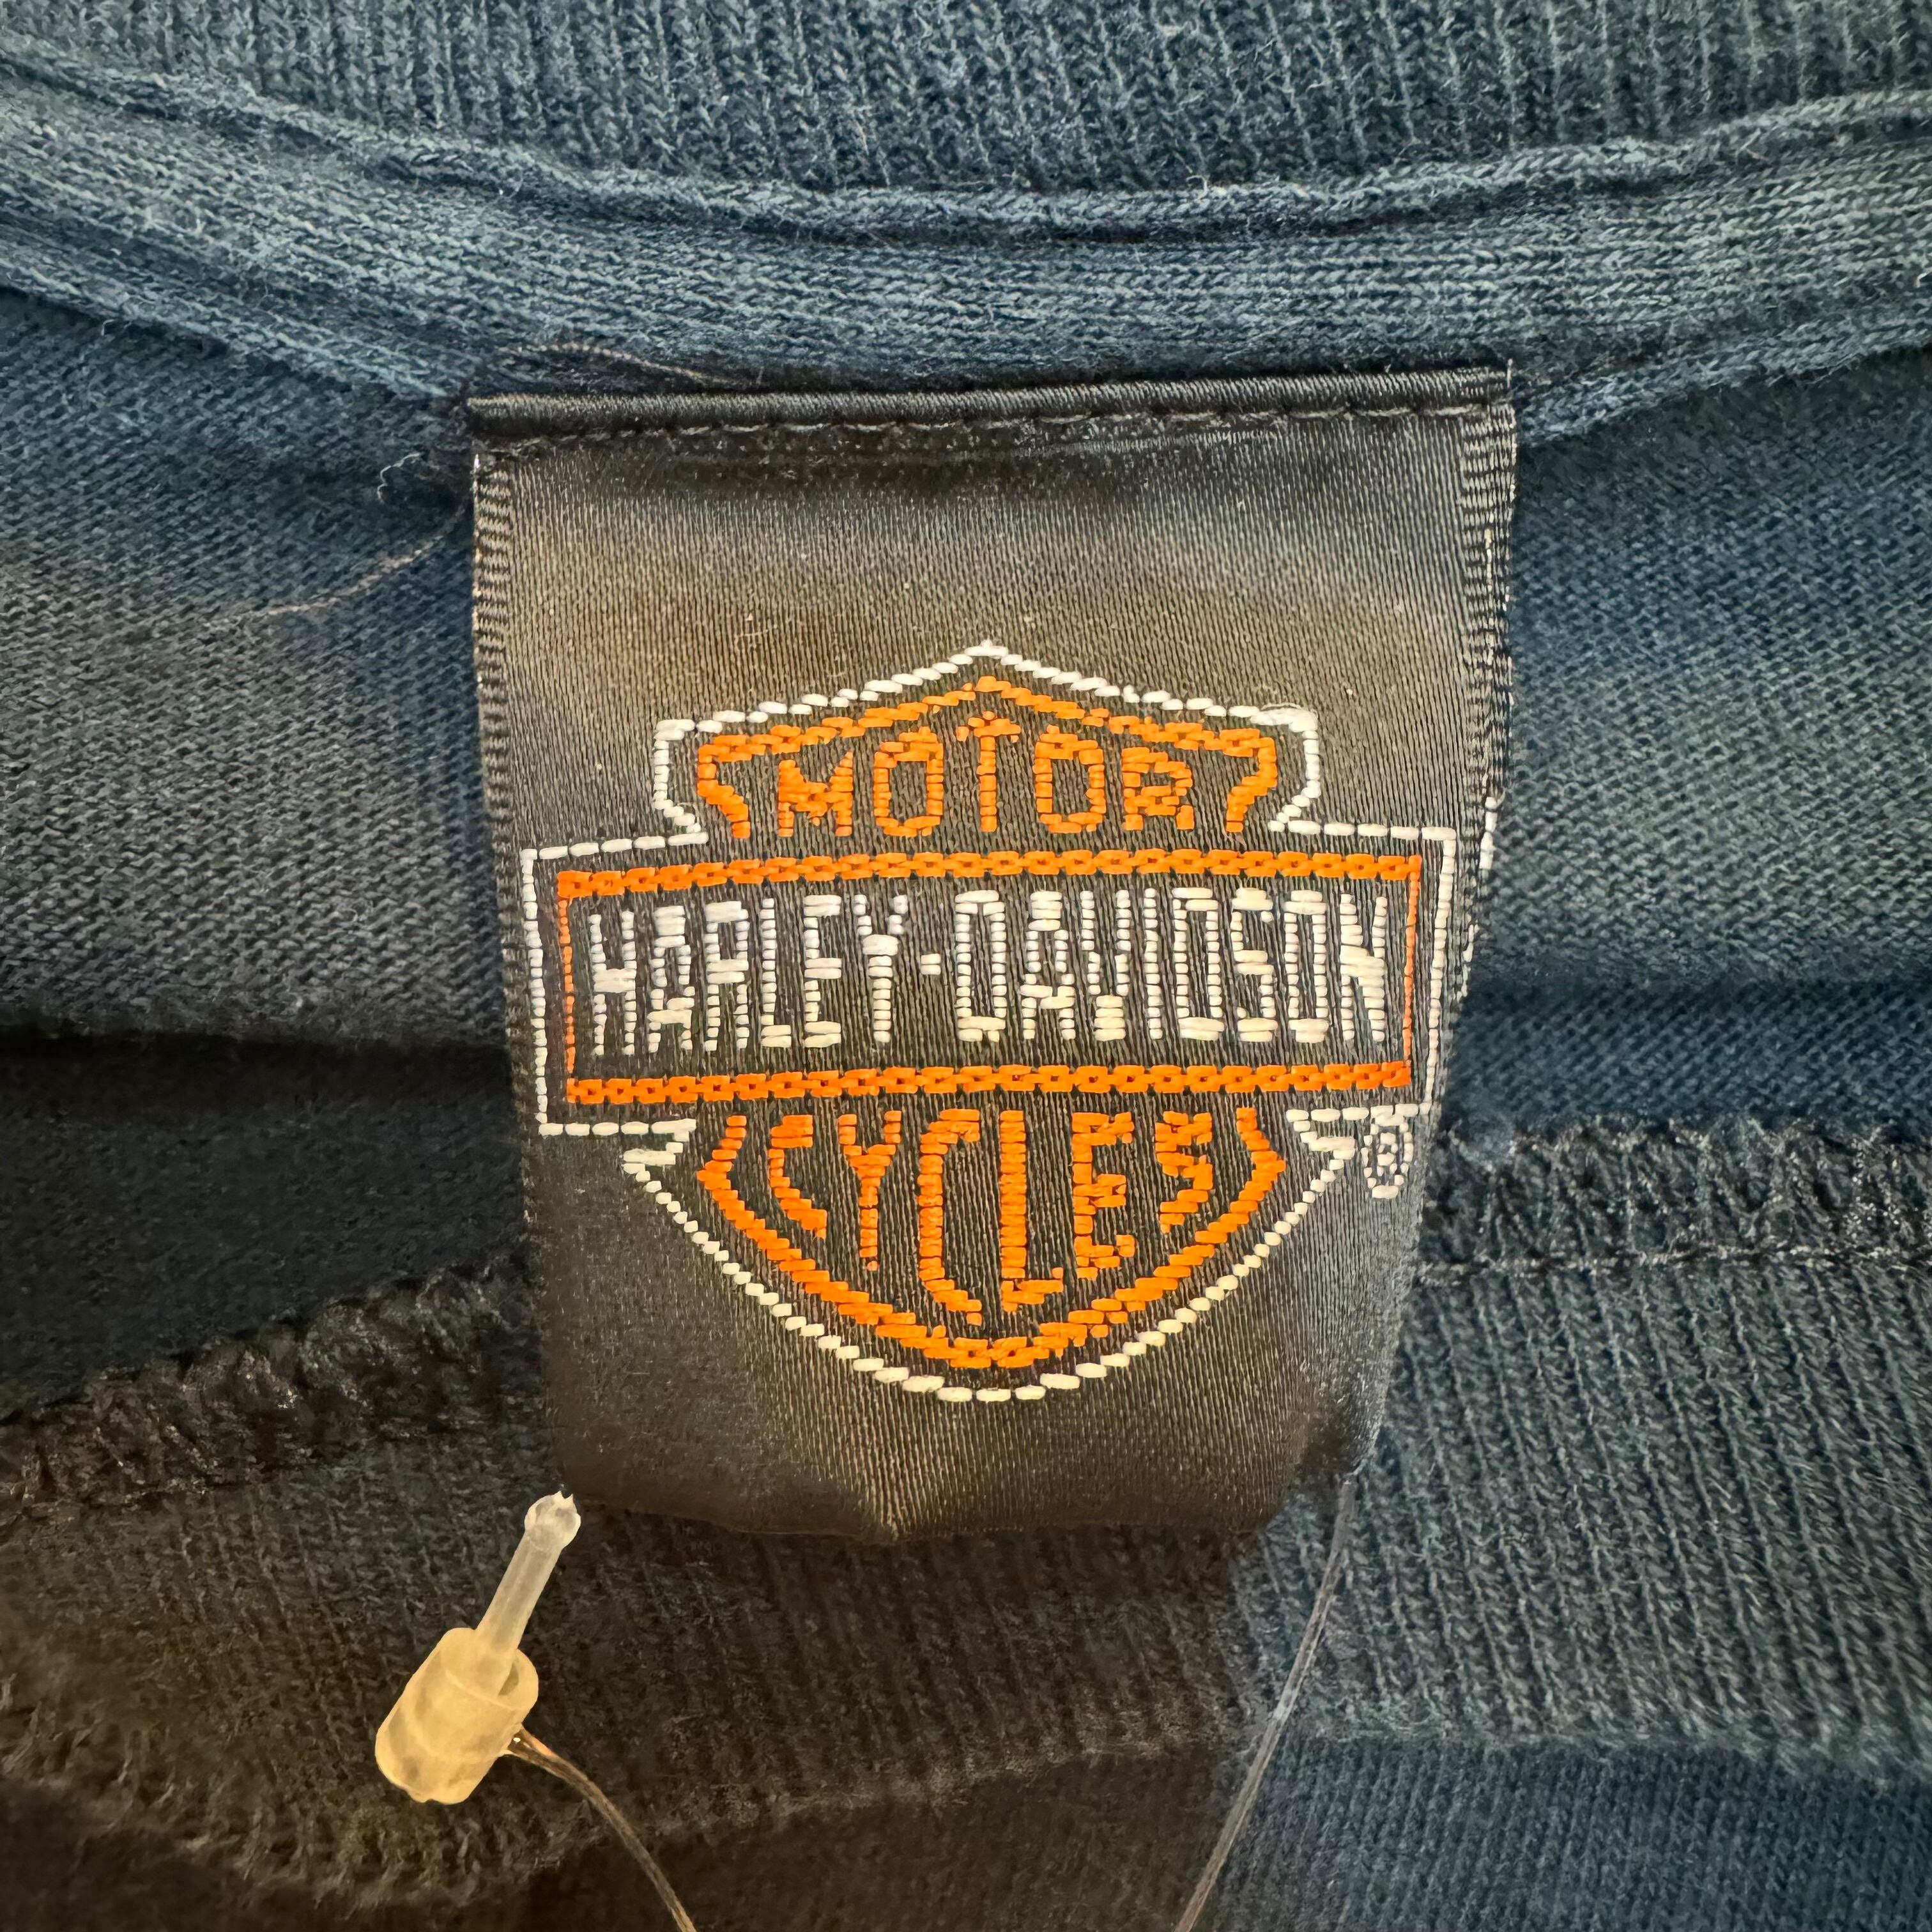 MOTOR
HARLEY-DAVIDSON
CYCLES
®